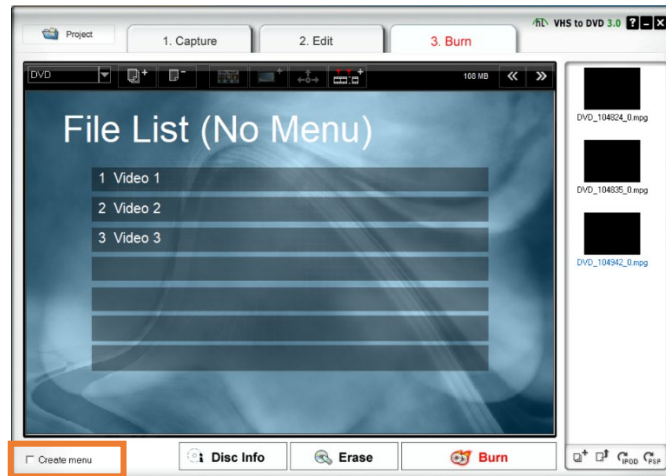 Project
1. Capture
2. Edit
3. Burn
VHS to DVD 3.0
DVD
108 MB
File List (No Menu)
1 Video 1
2 Video 2
3 Video 3
DVD_104824_0.mpg
DVD_104835_0.mpg
DVD_104942_0.mpg
Create menu
Disc Info
Erase
Burn
IPOD
PSP